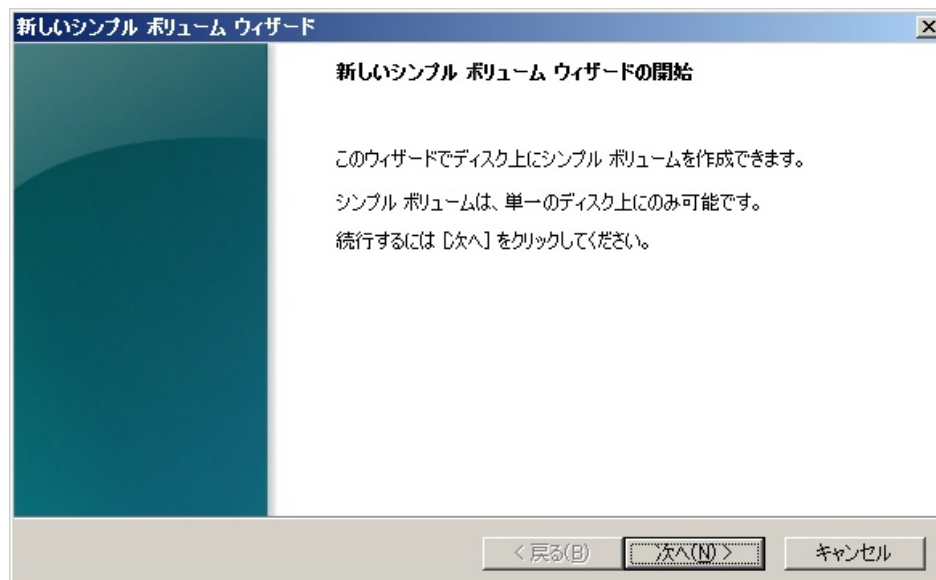 新しいシンプル ボリューム ウィザード
新しいシンプル ボリューム ウィザードの開始
このウィザードでディスク上にシンプル ボリュームを作成できます。
シンプル ボリュームは、単一のディスク上にのみ可能です。
続行するには [次へ] をクリックしてください。
< 戻る(B) 次へ(N) > キャンセル